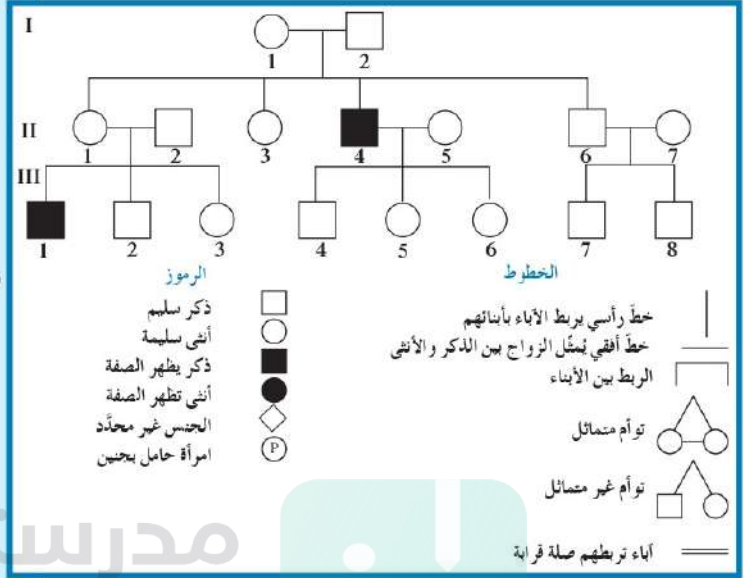 I
1 2
II
1 2 3 4 5 6 7
III
1 2 3 4 5 6 7 8
الرموز
ذكر سليم
أنثى سليمة
ذكر يظهر الصفة
أنثى تظهر الصفة
الجنس غير محدَّد
امرأة حامل بجنين
P
الخطوط
خطّ رأسي يربط الآباء بأبنائهم
خطّ أفقي يُمثِّل الزواج بين الذكر والأنثى
الربط بين الأبناء
توأم متماثل
توأم غير متماثل
آباء تربطهم صلة قرابة